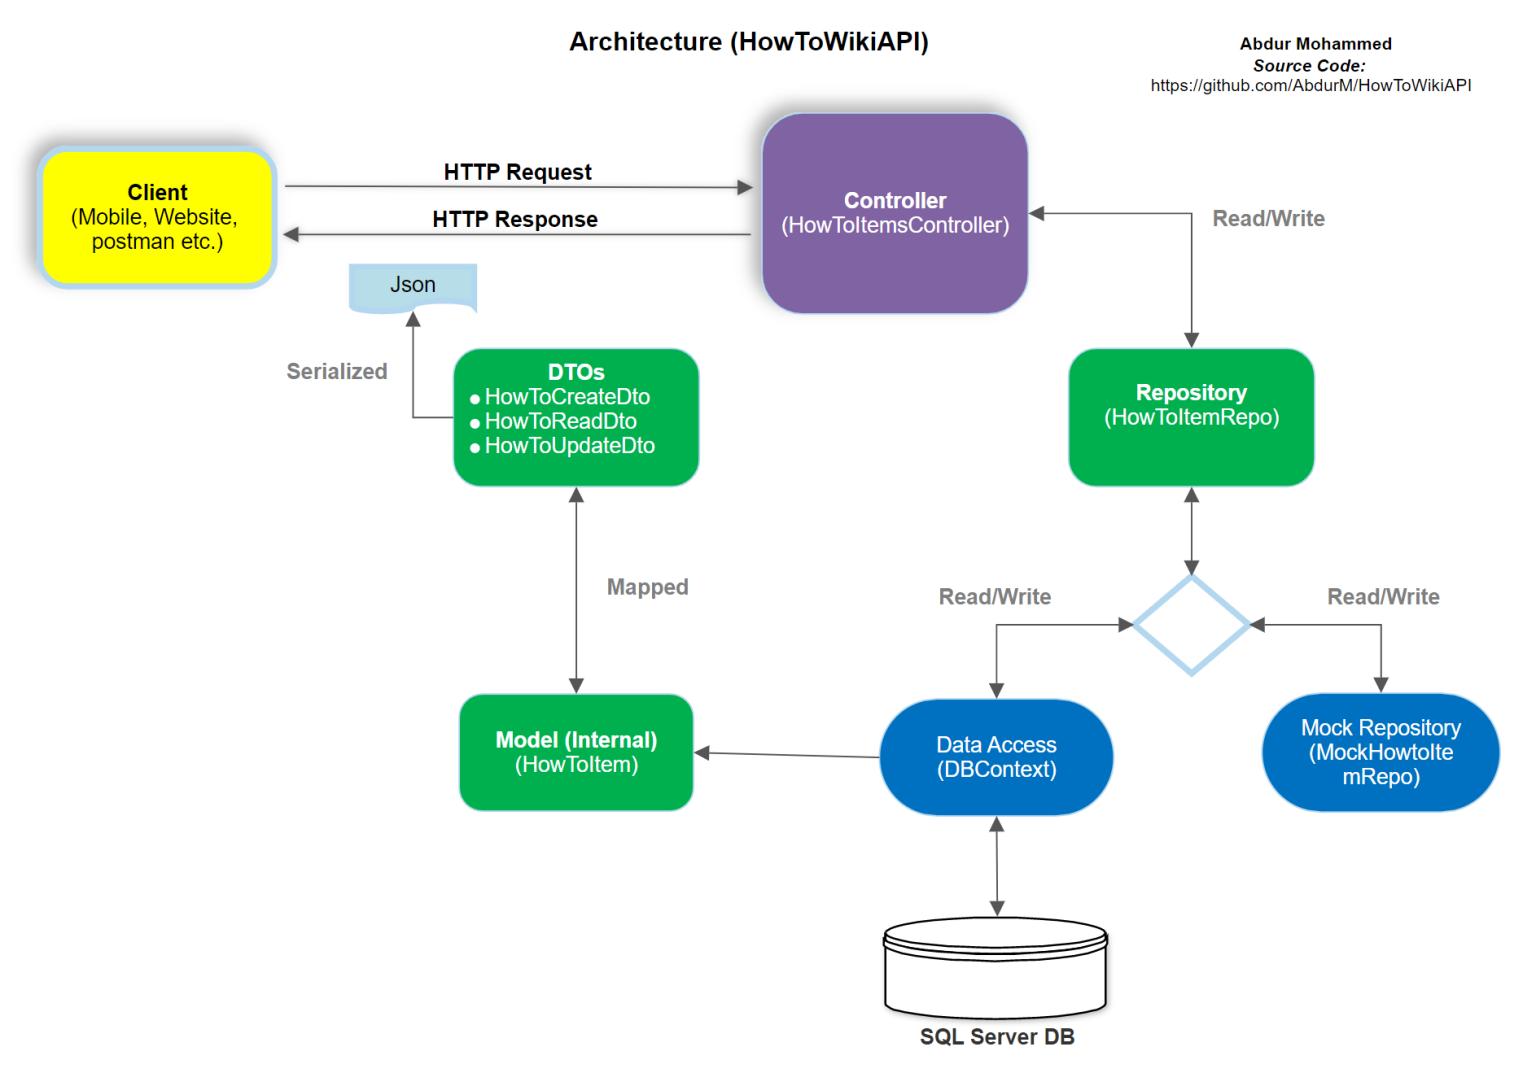 Architecture (HowToWikiAPI)
Abdur Mohammed
Source Code:
https://github.com/AbdurM/HowToWikiAPI
Client
(Mobile, Website,
postman etc.)
HTTP Request
HTTP Response
Controller
(HowToItemsController)
Read/Write
Json
Serialized
DTOs
• HowToCreateDto
• HowToReadDto
• HowToUpdateDto
Repository
(HowToItemRepo)
Mapped
Read/Write
Read/Write
Model (Internal)
(HowToItem)
Data Access
(DBContext)
Mock Repository
(MockHowtoIte
mRepo)
SQL Server DB